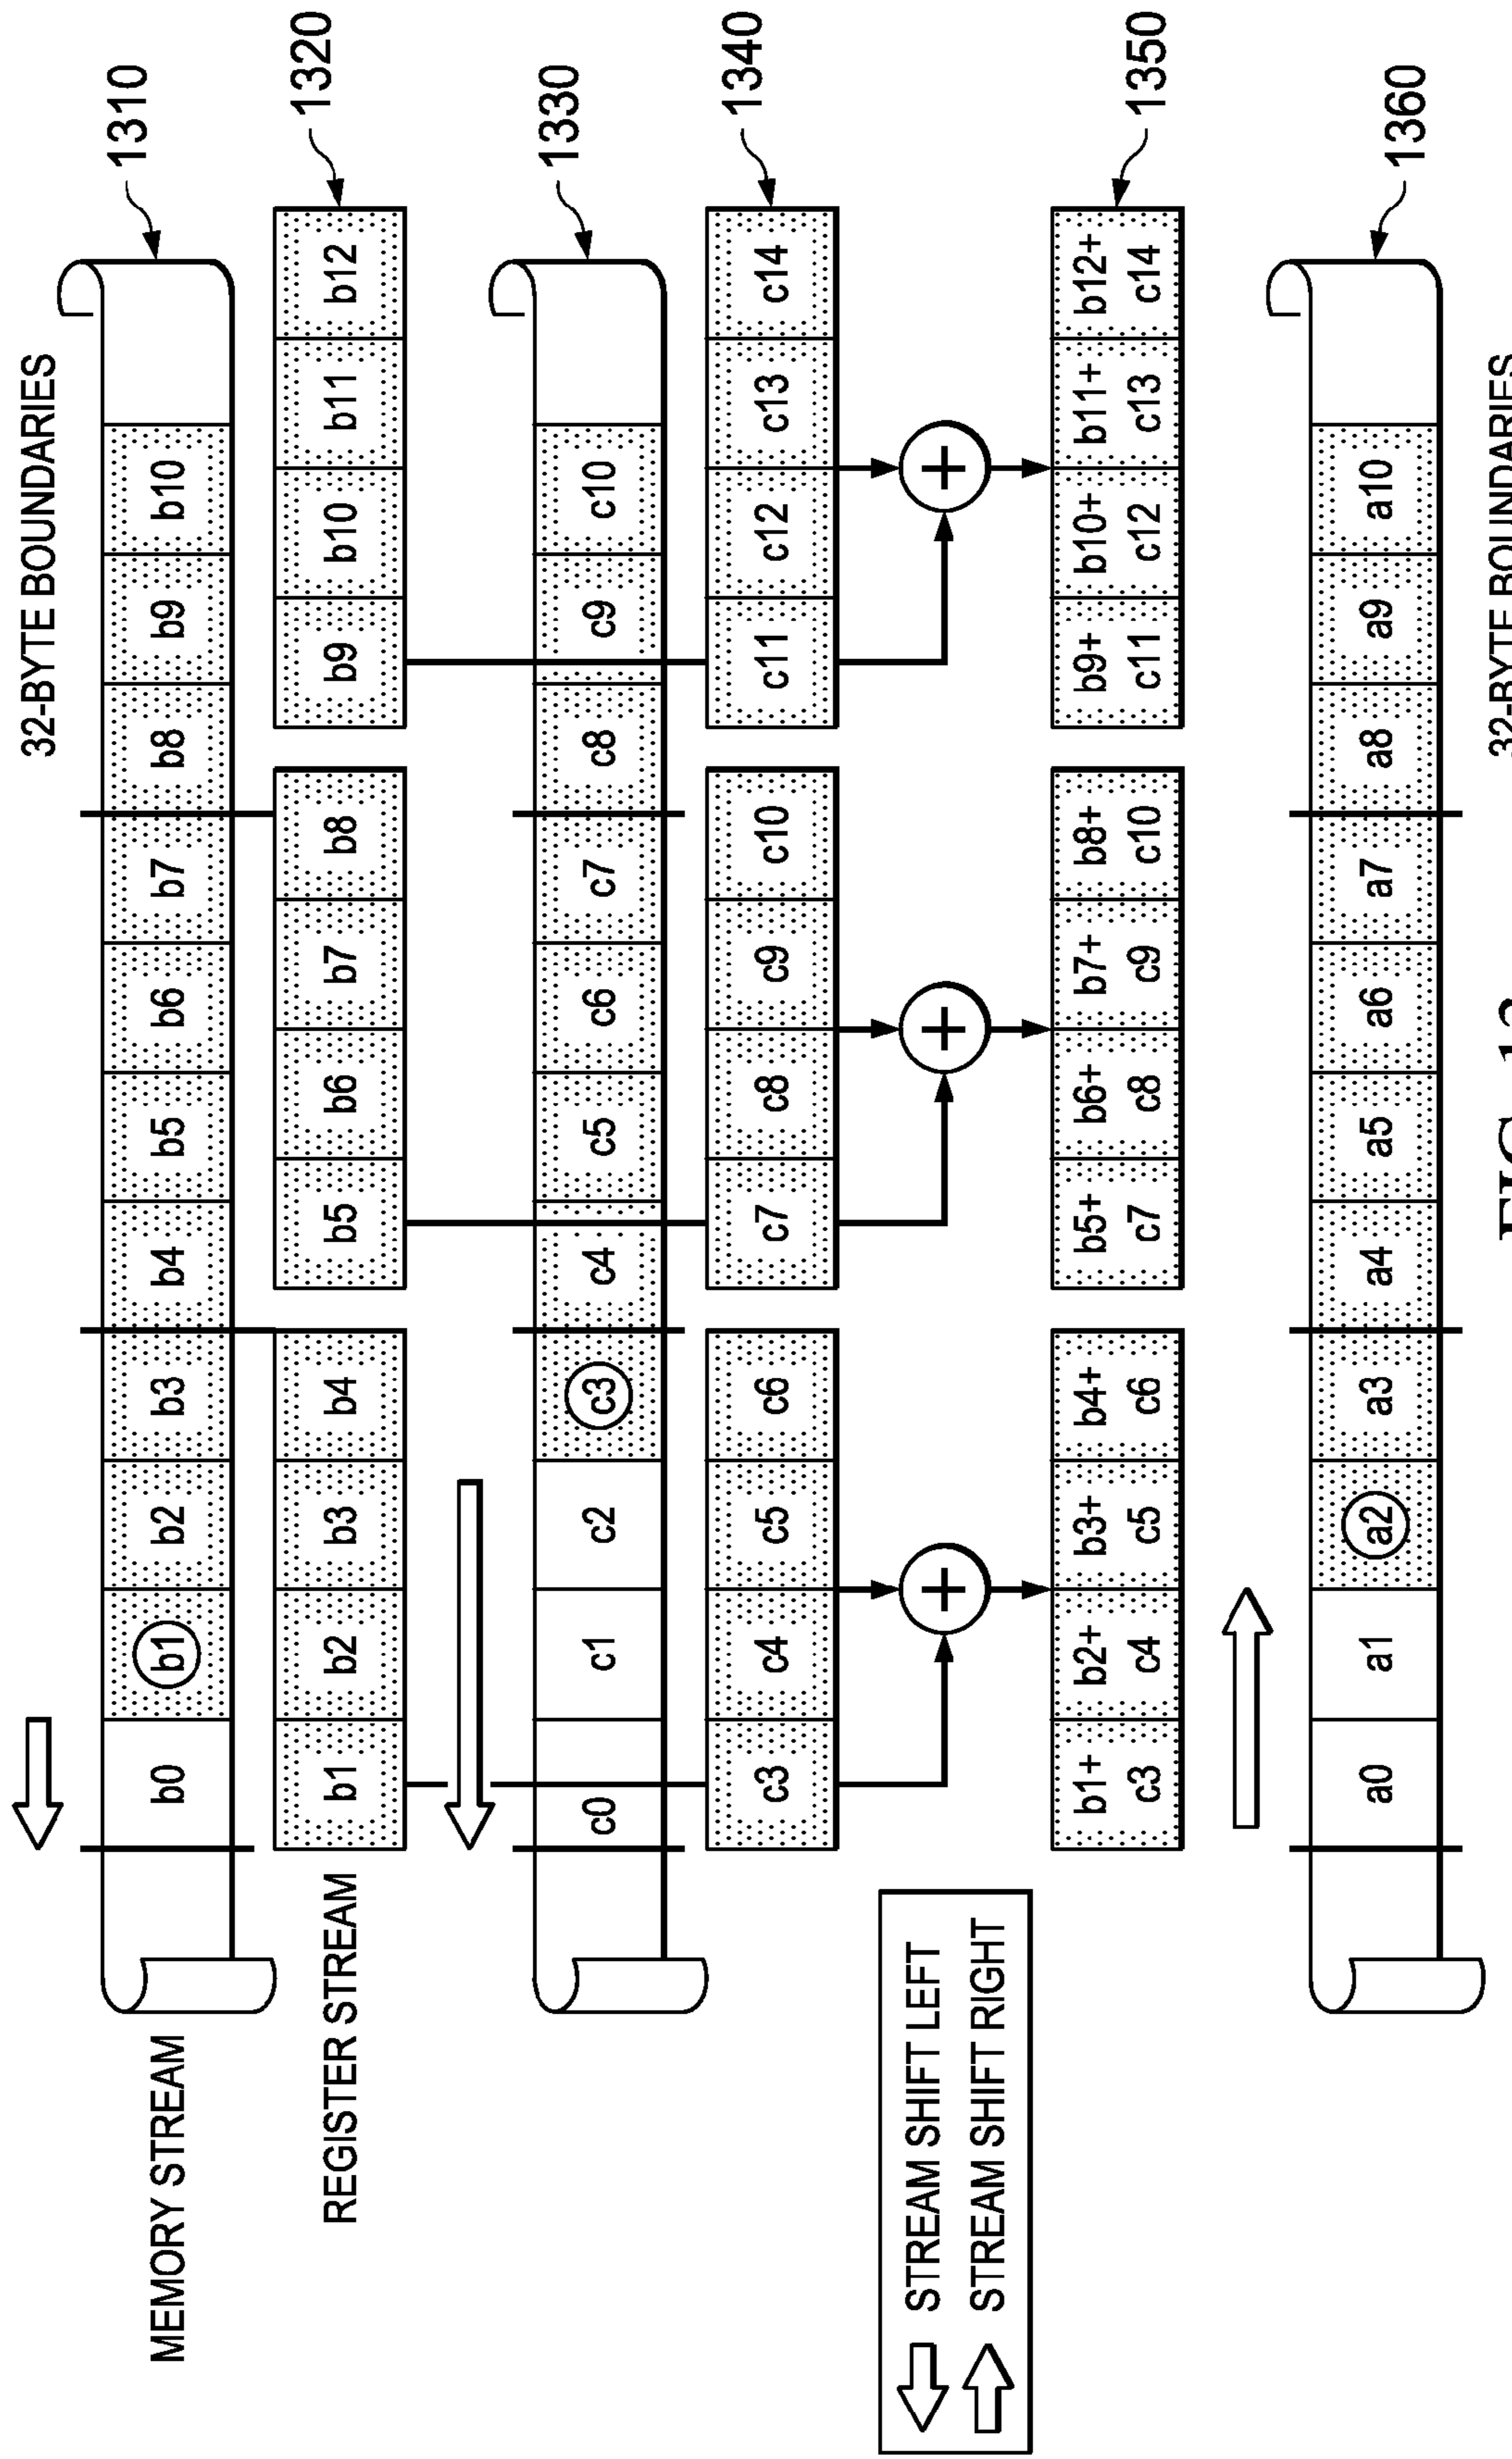 32-BYTE BOUNDARIES
MEMORY STREAM b0 b1 b2 b3 b4 b5 b6 b7 b8 b9 b10 1310
REGISTER STREAM b1 b2 b3 b4 b5 b6 b7 b8 b9 b10 b11 b12 1320
c0 c1 c2 c3 c4 c5 c6 c7 c8 c9 c10 1330
c3 c4 c5 c6 c7 c8 c9 c10 c11 c12 c13 c14 1340
STREAM SHIFT LEFT
STREAM SHIFT RIGHT
+ + +
b1+ b2+ b3+ b4+ b5+ b6+ b7+ b8+ b9+ b10+ b11+ b12+ 1350
c3 c4 c5 c6 c7 c8 c9 c10 c11 c12 c13 c14
a0 a1 a2 a3 a4 a5 a6 a7 a8 a9 a10 1360
32-BYTE BOUNDARIES